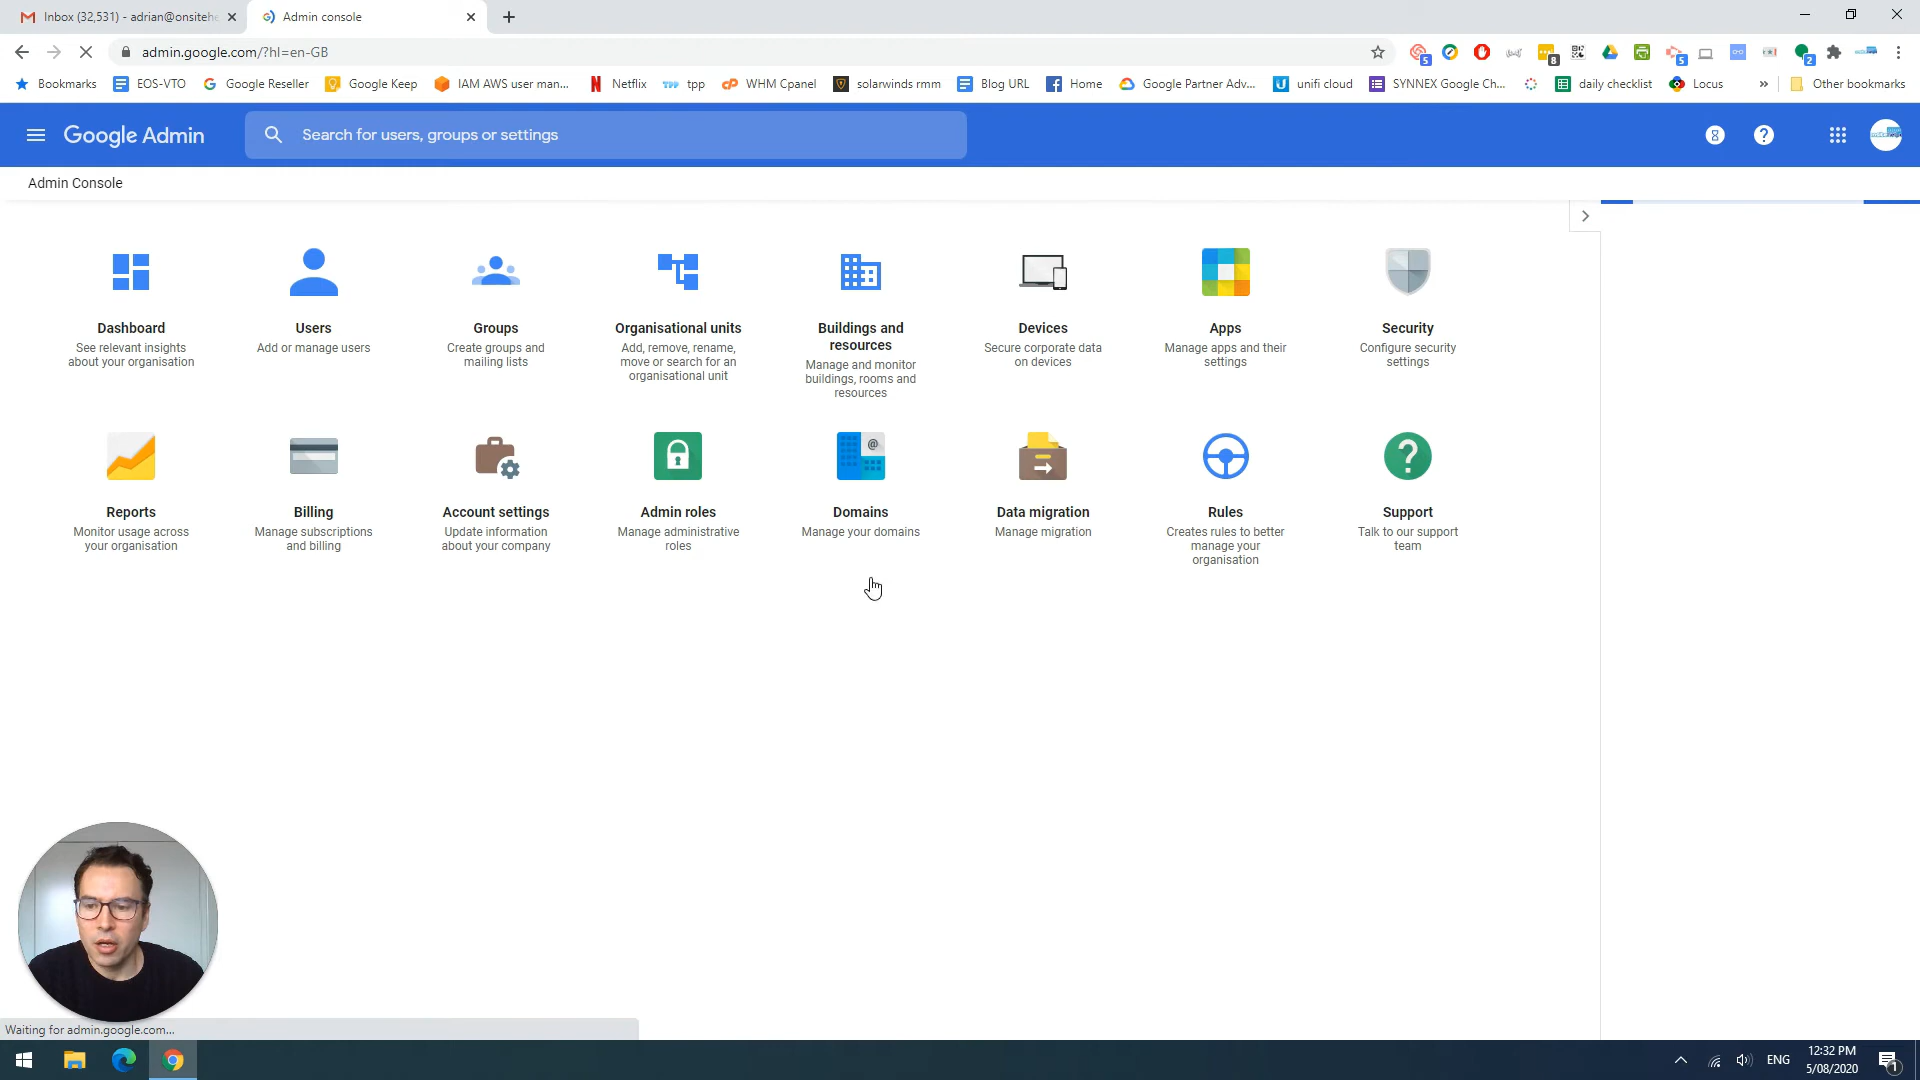 Inbox (32,531) - adrian@onsitehe
Admin console
admin.google.com/?hl=en-GB
5
8
5
2
Bookmarks
EOS-VTO
Google Reseller
Google Keep
IAM AWS user man...
Netflix
TPP tpp
WHM Cpanel
solarwinds rmm
Blog URL
Home
Google Partner Adv...
unifi cloud
SYNNEX Google Ch...
daily checklist
Locus
»
Other bookmarks
Google Admin
Search for users, groups or settings
Admin Console
Dashboard
See relevant insights
about your organisation
Users
Add or manage users
Groups
Create groups and
mailing lists
Organisational units
Add, remove, rename,
move or search for an
organisational unit
Buildings and
resources
Manage and monitor
buildings, rooms and
resources
Devices
Secure corporate data
on devices
Apps
Manage apps and their
settings
Security
Configure security
settings
Reports
Monitor usage across
your organisation
Billing
Manage subscriptions
and billing
Account settings
Update information
about your company
Admin roles
Manage administrative
roles
@
Domains
Manage your domains
Data migration
Manage migration
Rules
Creates rules to better
manage your
organisation
?
Support
Talk to our support
team
Waiting for admin.google.com...
ENG
12:32 PM
5/08/2020
1